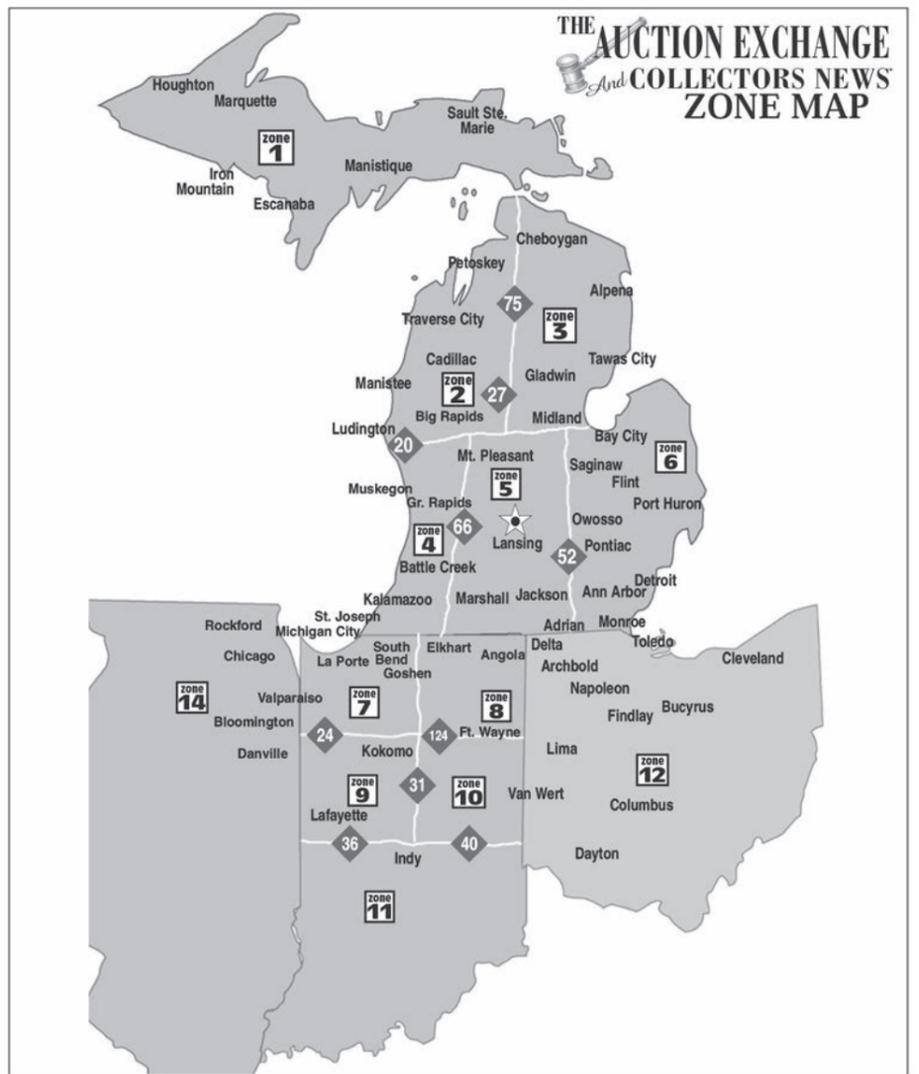 THE
AUCTION EXCHANGE
And COLLECTORS NEWS
ZONE MAP
Houghton
Marquette
Sault Ste.
Marie
zone
1
Manistique
Iron
Mountain
Escanaba
Cheboygan
Petoskey
Alpena
75
Traverse City
zone
3
Cadillac
Tawas City
Manistee
zone
2
27
Gladwin
Big Rapids
Midland
Ludington
20
Bay City
Mt. Pleasant
zone
6
Saginaw
zone
5
Flint
Muskegon
Gr. Rapids
Port Huron
66
Owosso
zone
4
Lansing
52
Pontiac
Battle Creek
Detroit
Kalamazoo
Marshall
Jackson
Ann Arbor
St. Joseph
Michigan City
Adrian
Monroe
Toledo
Rockford
Chicago
La Porte
South
Bend
Goshen
Elkhart
Angola
Delta
Archbold
Cleveland
zone
14
Valparaiso
zone
7
zone
8
Napoleon
Bucyrus
Findlay
Bloomington
24
124
Ft. Wayne
Danville
Kokomo
Lima
zone
12
31
zone
9
zone
10
Van Wert
Columbus
Lafayette
36
40
Indy
Dayton
zone
11